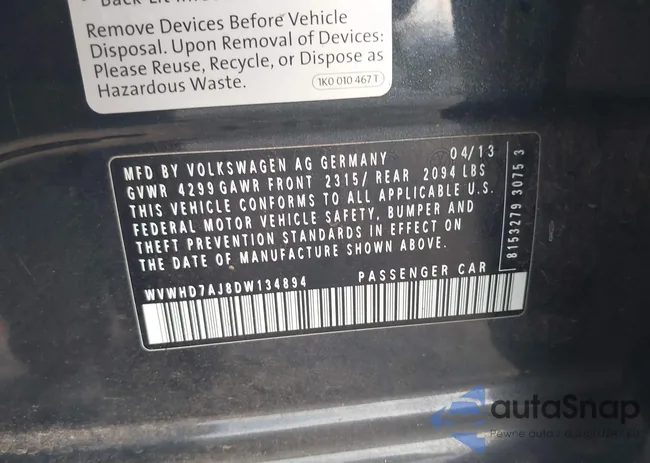 Remove Devices Before Vehicle
Disposal. Upon Removal of Devices:
Please Reuse, Recycle, or Dispose as
Hazardous Waste.
1K0 010 467 T
MFD BY VOLKSWAGEN AG GERMANY 04/13
GVWR 4299 GAWR FRONT 2315/ REAR 2094 LBS
THIS VEHICLE CONFORMS TO ALL APPLICABLE U.S.
FEDERAL MOTOR VEHICLE SAFETY, BUMPER AND
THEFT PREVENTION STANDARDS IN EFFECT ON
THE DATE OF MANUFACTURE SHOWN ABOVE.
WVWHD7AJ8DW134894 PASSENGER CAR
8153279 3075 3
autaSnap
Pewne auta